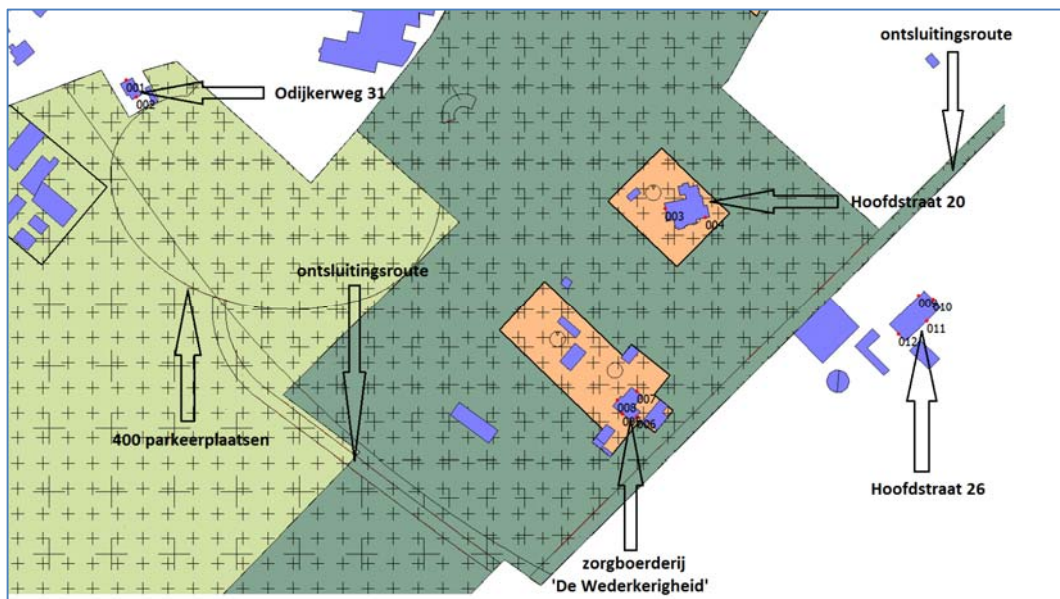 ontsluitingsroute
001
002
Odijkerweg 31
003
004
Hoofdstraat 20
ontsluitingsroute
009
010
011
012
007
008
006
400 parkeerplaatsen
Hoofdstraat 26
zorgboerderij
'De Wederkerigheid'